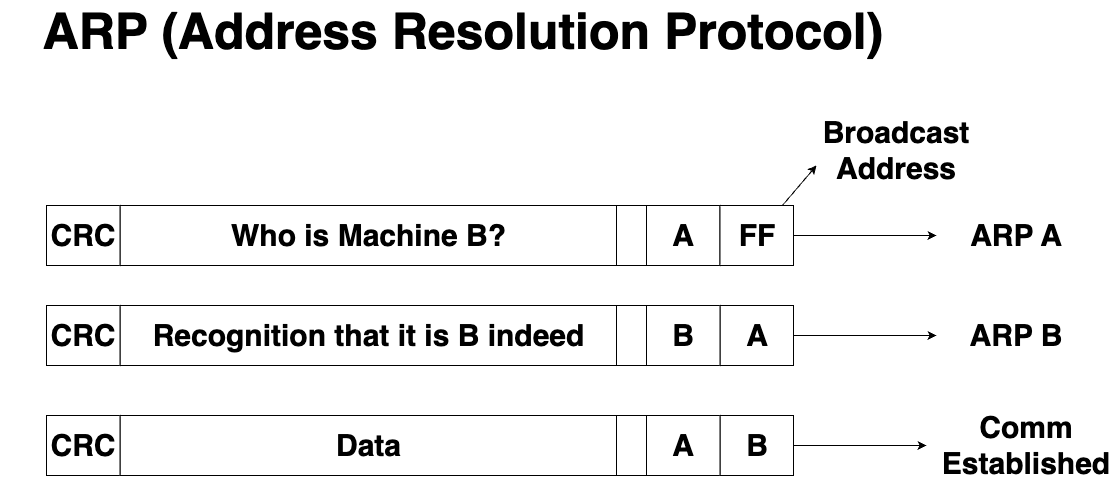 ARP (Address Resolution Protocol)
Broadcast
Address
CRC Who is Machine B? A FF ARP A
CRC Recognition that it is B indeed B A ARP B
CRC Data A B Comm
Established